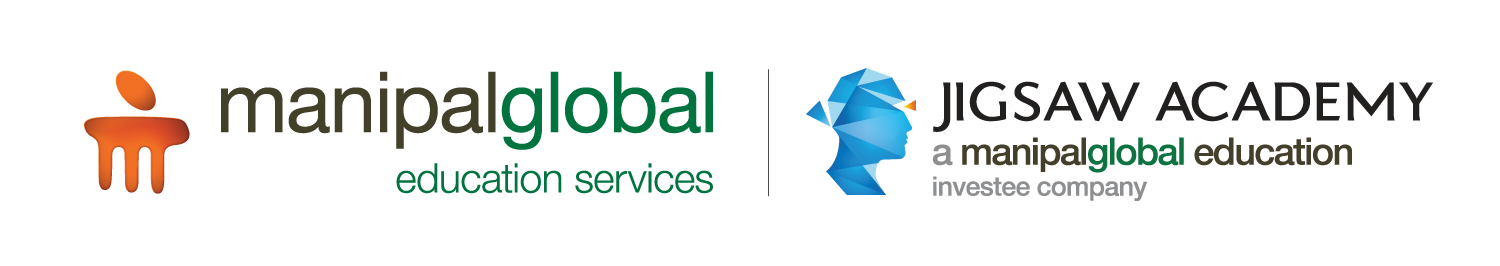 manipalglobal
education services
JIGSAW ACADEMY
a manipalglobal education
investee company